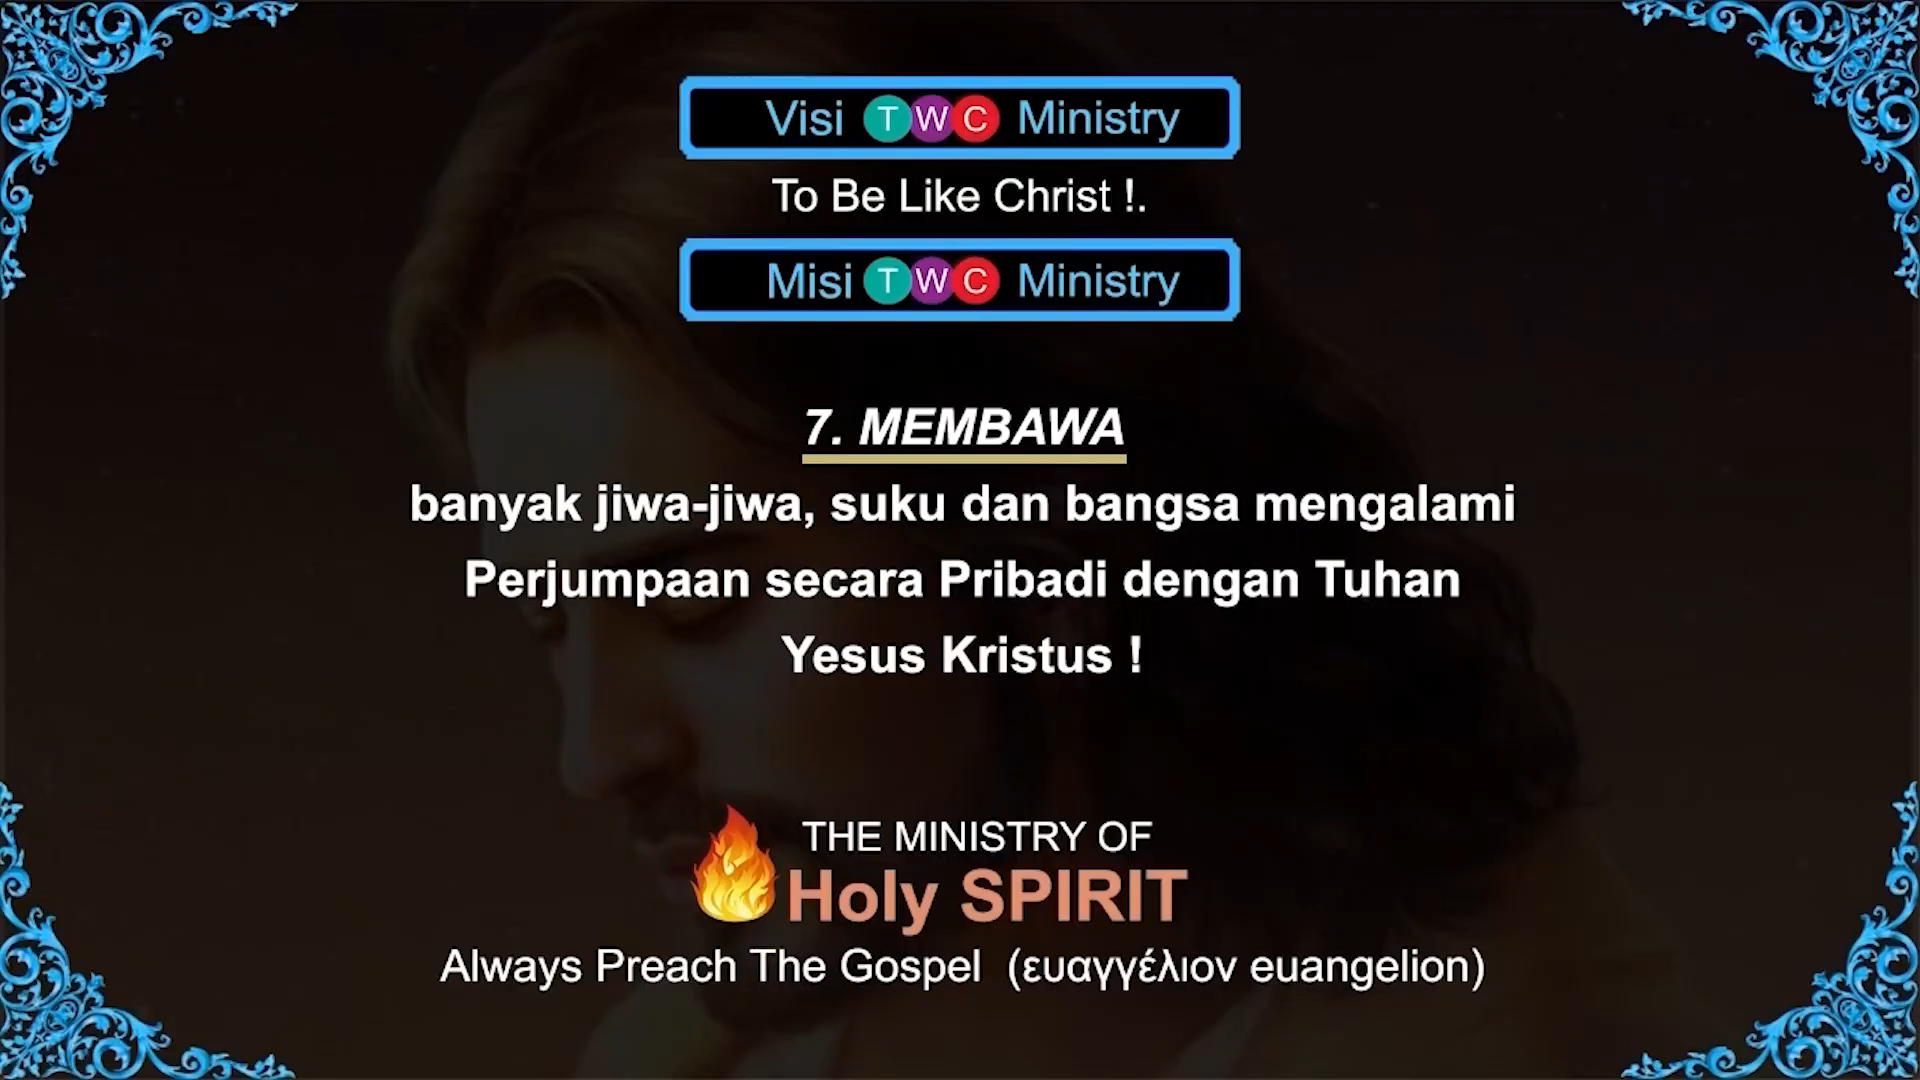 Visi TWC Ministry
To Be Like Christ !.
Misi TWC Ministry
7. MEMBAWA
banyak jiwa-jiwa, suku dan bangsa mengalami
Perjumpaan secara Pribadi dengan Tuhan
Yesus Kristus !
THE MINISTRY OF
Holy SPIRIT
Always Preach The Gospel (ευαγγέλιον euangelion)